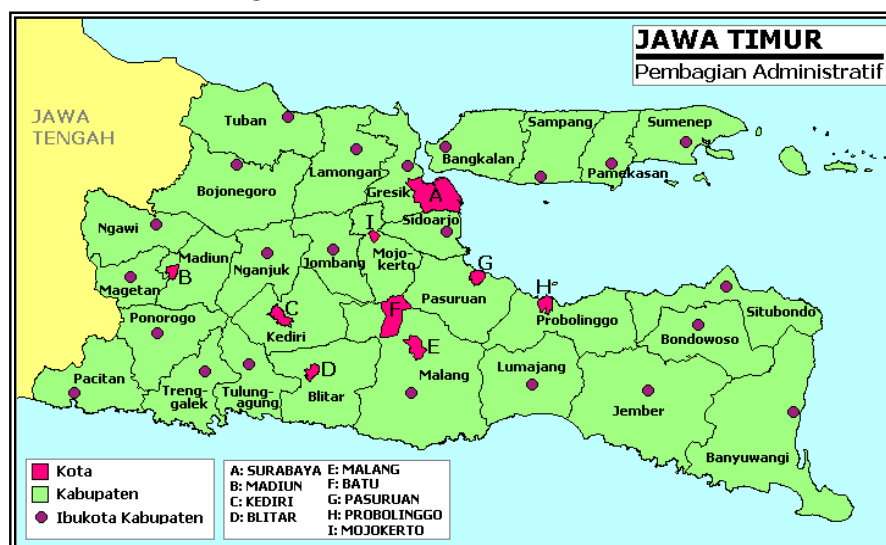 JAWA TIMUR
Pembagian Administratif
JAWA
TENGAH
Tuban
Lamongan
Gresik
Bangkalan
Sampang
Pamekasan
Sumenep
Bojonegoro
A
Sidoarjo
Ngawi
Madiun
B
Magetan
Nganjuk
Jombang
I
Mojo-
kerto
G
Pasuruan
H
Probolinggo
Situbondo
Bondowoso
Ponorogo
C
Kediri
F
E
Malang
Lumajang
Pacitan
Treng-
galek
Tulung-
agung
D
Blitar
Jember
Banyuwangi
Kota
Kabupaten
Ibukota Kabupaten
A: SURABAYA
B: MADIUN
C: KEDIRI
D: BLITAR
E: MALANG
F: BATU
G: PASURUAN
H: PROBOLINGGO
I: MOJOKERTO